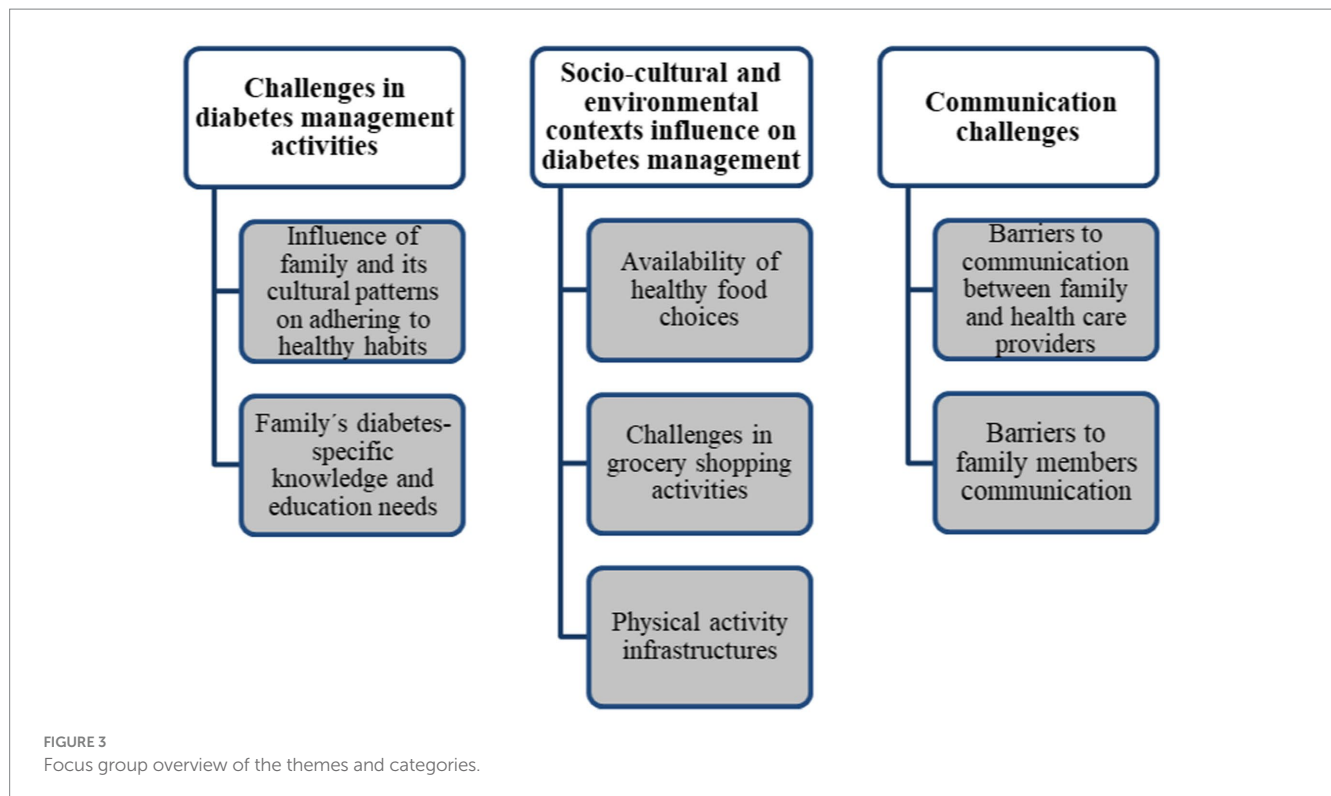 Challenges in
diabetes management
activities
Influence of
family and its
cultural patterns
on adhering to
healthy habits
Family´s diabetes-
specific
knowledge and
education needs
Socio-cultural and
environmental
contexts influence on
diabetes management
Availability of
healthy food
choices
Challenges in
grocery shopping
activities
Physical activity
infrastructures
Communication
challenges
Barriers to
communication
between family
and health care
providers
Barriers to
family members
communication
FIGURE 3
Focus group overview of the themes and categories.